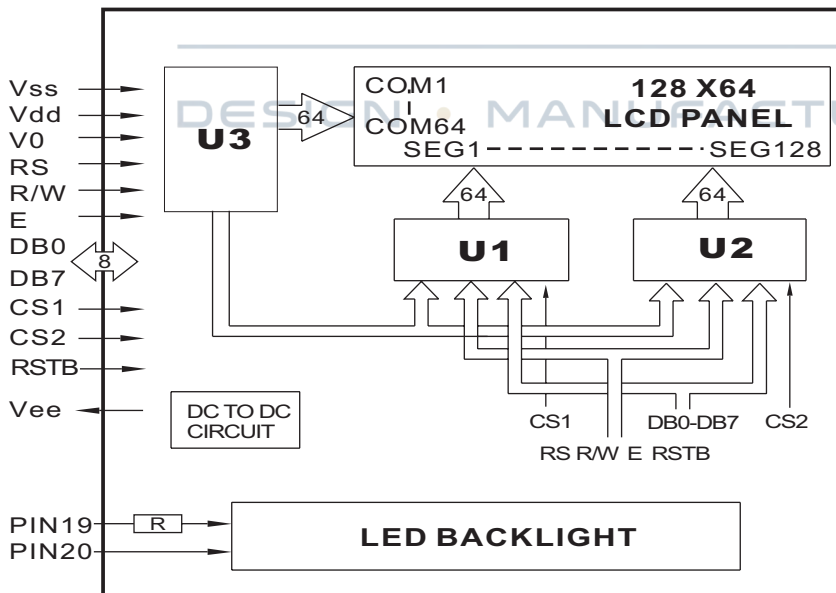 Vss
Vdd
V0
RS
R/W
E
DB0
8
DB7
CS1
CS2
RSTB
Vee
U3
64
COM1
COM64
128 X64
LCD PANEL
SEG1
SEG128
DESIGN • MANUFACTU
64
64
U1
U2
CS1
DB0-DB7
CS2
RS R/W E RSTB
DC TO DC
CIRCUIT
PIN19
R
PIN20
LED BACKLIGHT